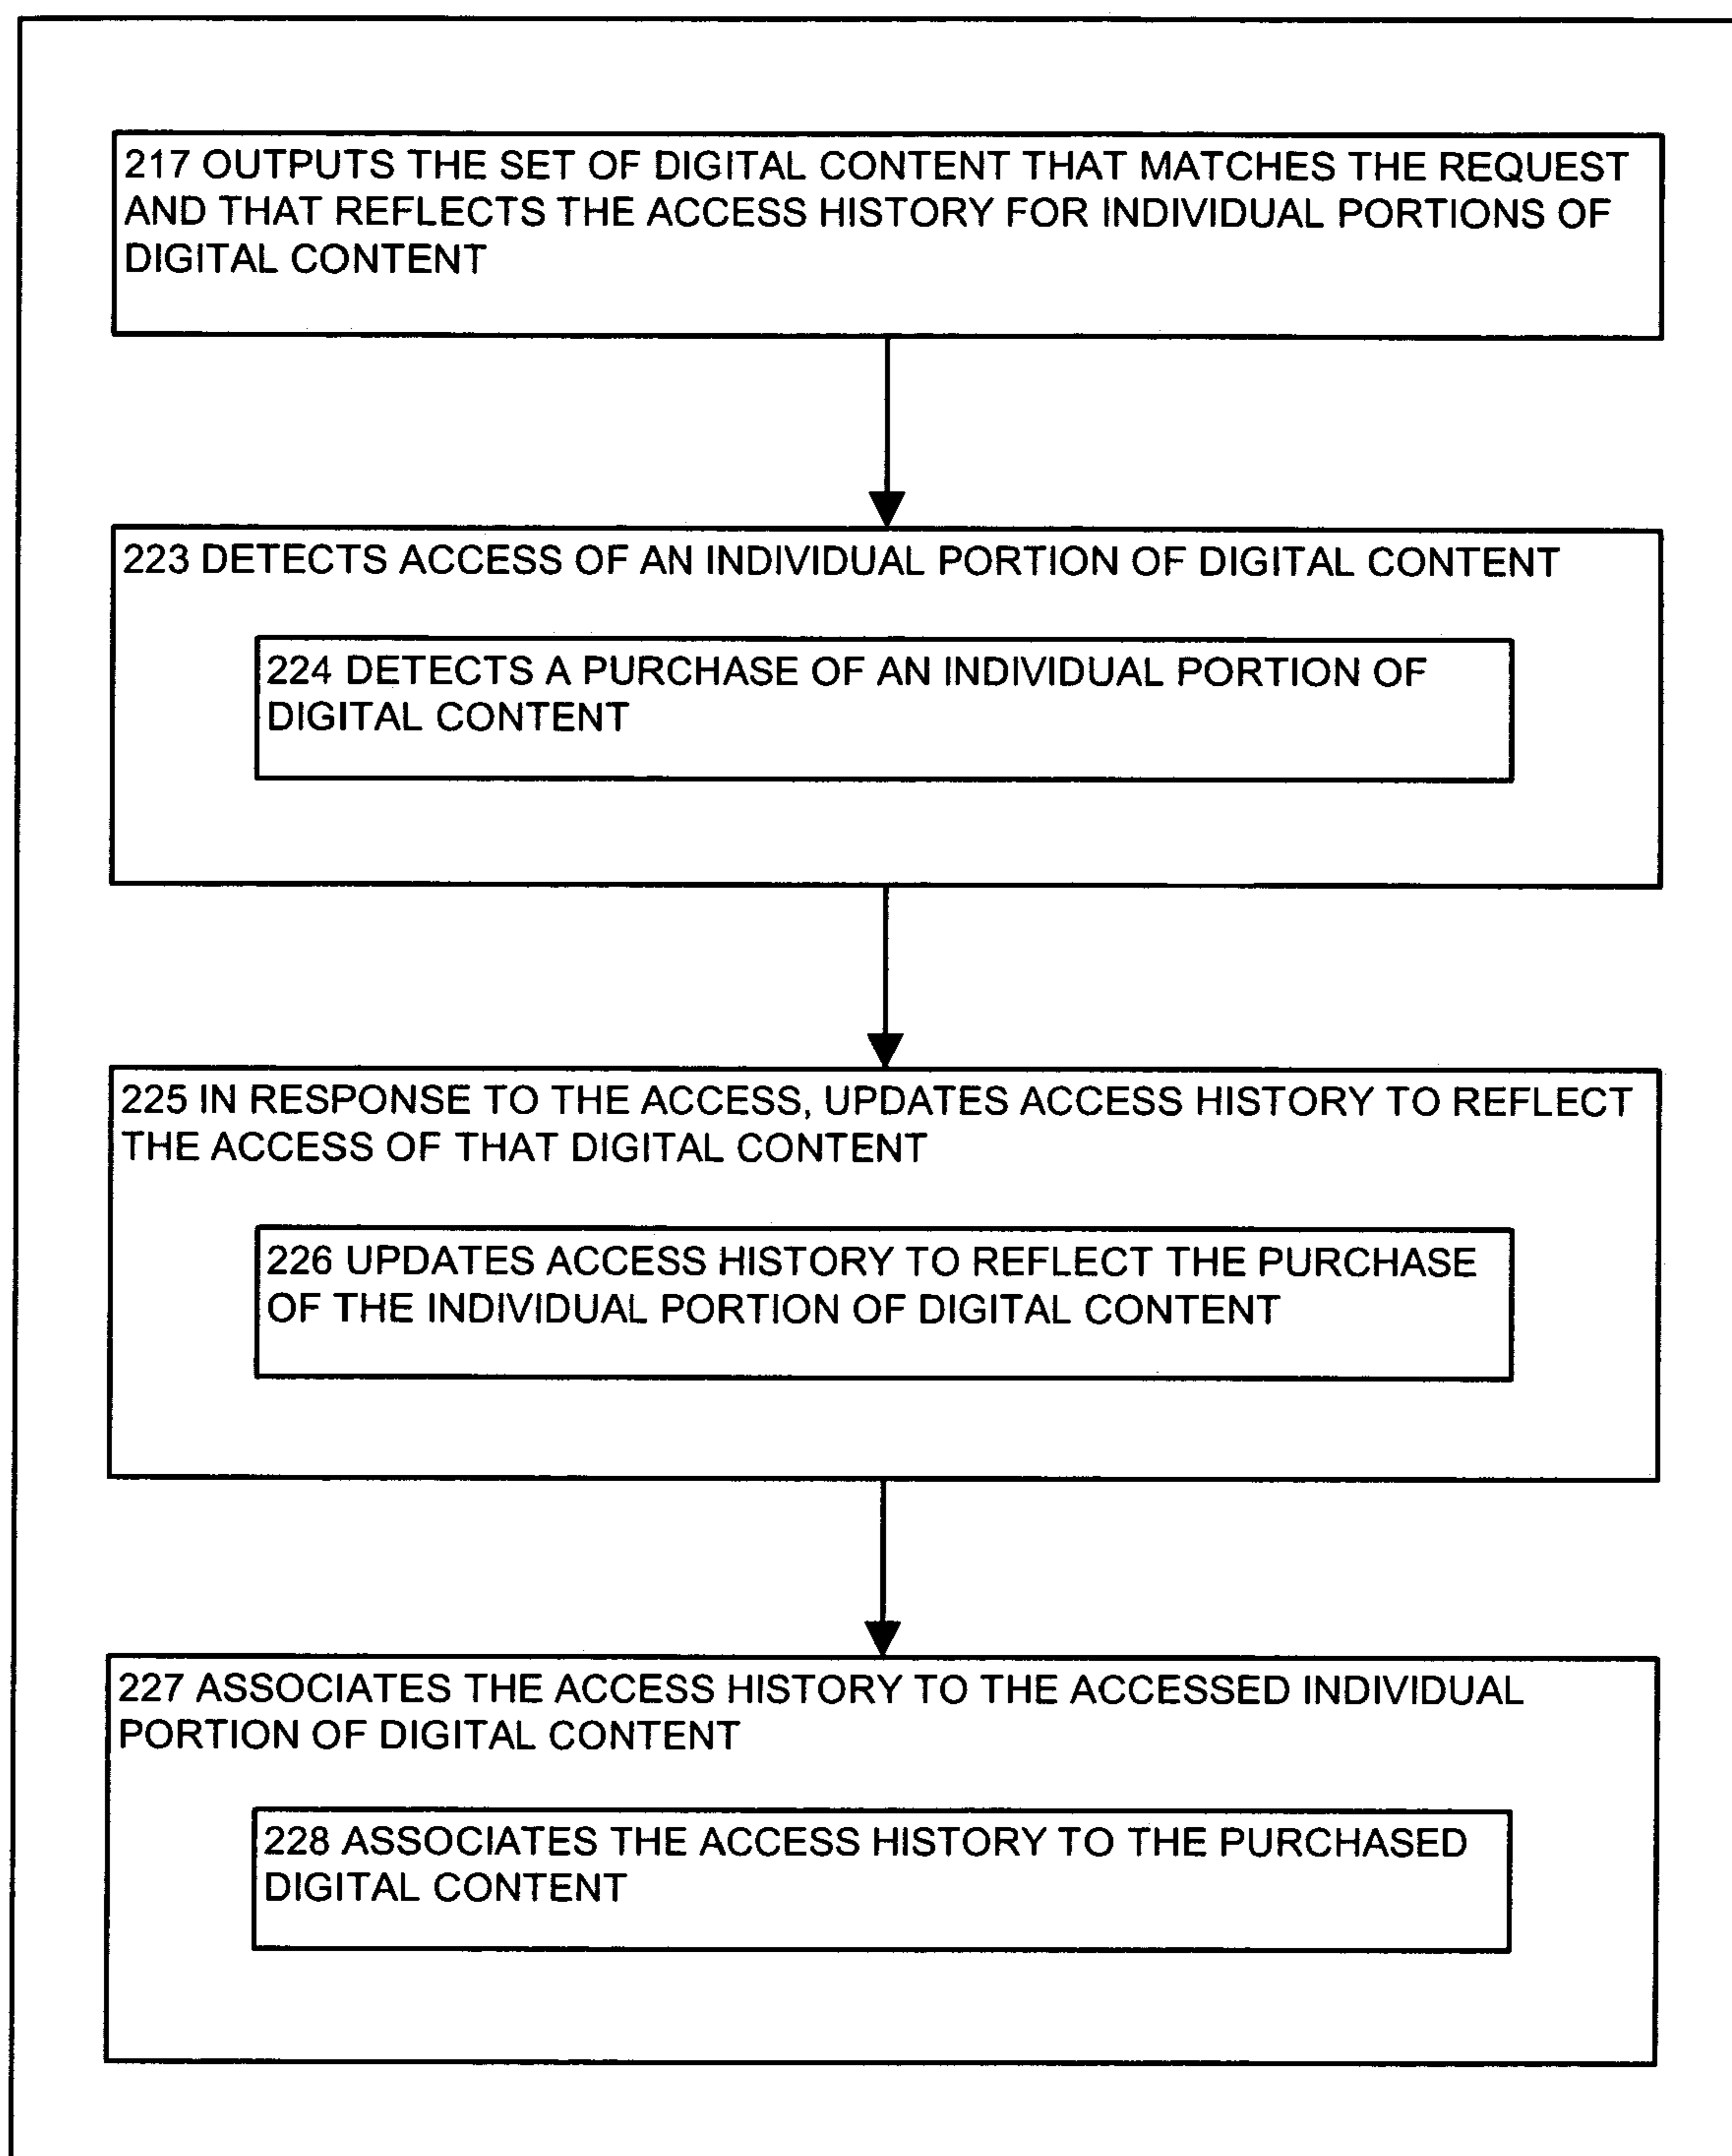 217 OUTPUTS THE SET OF DIGITAL CONTENT THAT MATCHES THE REQUEST
AND THAT REFLECTS THE ACCESS HISTORY FOR INDIVIDUAL PORTIONS OF
DIGITAL CONTENT
223 DETECTS ACCESS OF AN INDIVIDUAL PORTION OF DIGITAL CONTENT
224 DETECTS A PURCHASE OF AN INDIVIDUAL PORTION OF
DIGITAL CONTENT
225 IN RESPONSE TO THE ACCESS, UPDATES ACCESS HISTORY TO REFLECT
THE ACCESS OF THAT DIGITAL CONTENT
226 UPDATES ACCESS HISTORY TO REFLECT THE PURCHASE
OF THE INDIVIDUAL PORTION OF DIGITAL CONTENT
227 ASSOCIATES THE ACCESS HISTORY TO THE ACCESSED INDIVIDUAL
PORTION OF DIGITAL CONTENT
228 ASSOCIATES THE ACCESS HISTORY TO THE PURCHASED
DIGITAL CONTENT